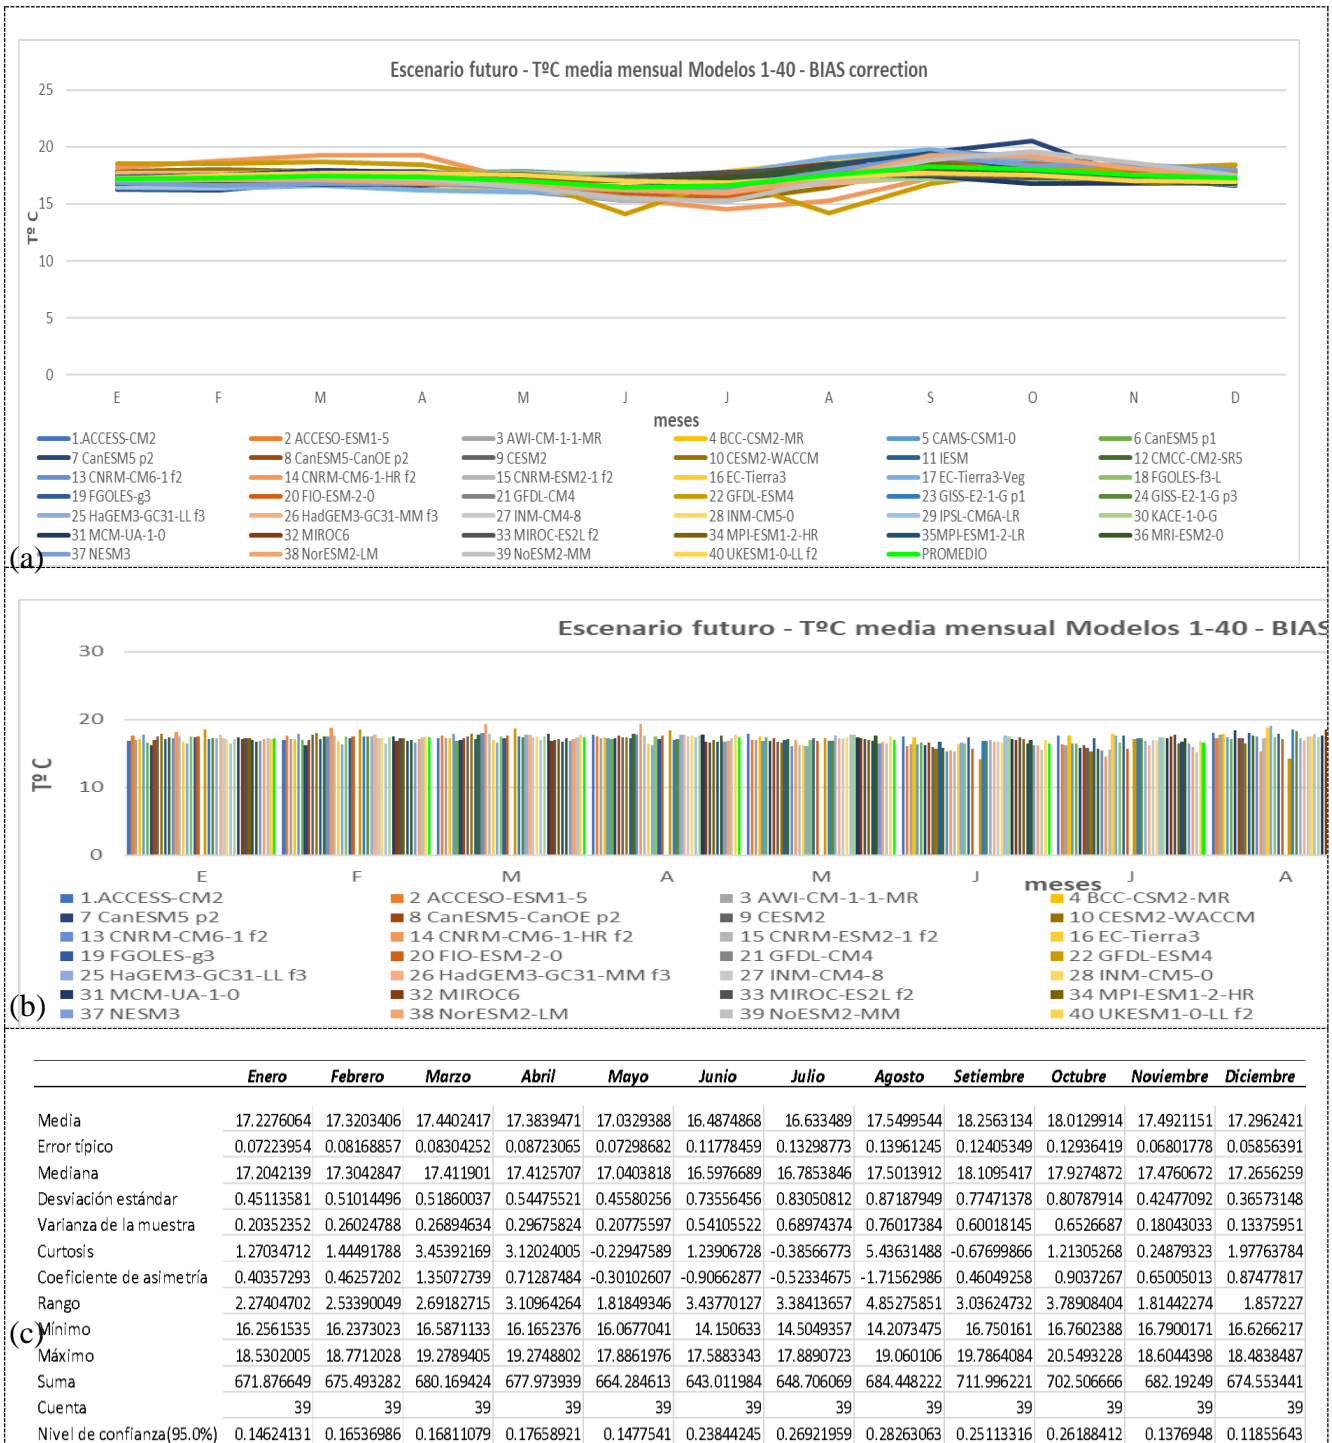 Escenario futuro - TºC media mensual Modelos 1-40 - BIAS correction
25
20
15
10
5
0
Tº C
E F M A M J J A S O N D
meses
1.ACCESS-CM2 2 ACCESO-ESM1-5 3 AWI-CM-1-1-MR 4 BCC-CSM2-MR 5 CAMS-CSM1-0 6 CanESM5 p1
7 CanESM5 p2 8 CanESM5-CanOE p2 9 CESM2 10 CESM2-WACCM 11 IESM 12 CMCC-CM2-SR5
13 CNRM-CM6-1 f2 14 CNRM-CM6-1-HR f2 15 CNRM-ESM2-1 f2 16 EC-Tierra3 17 EC-Tierra3-Veg 18 FGOLES-f3-L
19 FGOLES-g3 20 FIO-ESM-2-0 21 GFDL-CM4 22 GFDL-ESM4 23 GISS-E2-1-G p1 24 GISS-E2-1-G p3
25 HaGEM3-GC31-LL f3 26 HadGEM3-GC31-MM f3 27 INM-CM4-8 28 INM-CM5-0 29 IPSL-CM6A-LR 30 KACE-1-0-G
31 MCM-UA-1-0 32 MIROC6 33 MIROC-ES2L f2 34 MPI-ESM1-2-HR 35MPI-ESM1-2-LR 36 MRI-ESM2-0
37 NESM3 38 NorESM2-LM 39 NoESM2-MM 40 UKESM1-0-LL f2 PROMEDIO
(a)
Escenario futuro - TºC media mensual Modelos 1-40 - BIAS
30
20
10
0
Tº C
E F M A M J J A
meses
1.ACCESS-CM2 2 ACCESO-ESM1-5 3 AWI-CM-1-1-MR 4 BCC-CSM2-MR
7 CanESM5 p2 8 CanESM5-CanOE p2 9 CESM2 10 CESM2-WACCM
13 CNRM-CM6-1 f2 14 CNRM-CM6-1-HR f2 15 CNRM-ESM2-1 f2 16 EC-Tierra3
19 FGOLES-g3 20 FIO-ESM-2-0 21 GFDL-CM4 22 GFDL-ESM4
25 HaGEM3-GC31-LL f3 26 HadGEM3-GC31-MM f3 27 INM-CM4-8 28 INM-CM5-0
31 MCM-UA-1-0 32 MIROC6 33 MIROC-ES2L f2 34 MPI-ESM1-2-HR
37 NESM3 38 NorESM2-LM 39 NoESM2-MM 40 UKESM1-0-LL f2
(b)
Enero Febrero Marzo Abril Mayo Junio Julio Agosto Setiembre Octubre Noviembre Diciembre
Media 17.2276064 17.3203406 17.4402417 17.3839471 17.0329388 16.4874868 16.633489 17.5499544 18.2563134 18.0129914 17.4921151 17.2962421
Error típico 0.07223954 0.08168857 0.08304252 0.08723065 0.07298682 0.11778459 0.13298773 0.13961245 0.12405349 0.12936419 0.06801778 0.05856391
Mediana 17.2042139 17.3042847 17.411901 17.4125707 17.0403818 16.5976689 16.7853846 17.5013912 18.1095417 17.9274872 17.4760672 17.2656259
Desviación estándar 0.45113581 0.51014496 0.51860037 0.54475521 0.45580256 0.73556456 0.83050812 0.87187949 0.77471378 0.80787914 0.42477092 0.36573148
Varianza de la muestra 0.20352352 0.26024788 0.26894634 0.29675824 0.20775597 0.54105522 0.68974374 0.76017384 0.60018145 0.6526687 0.18043033 0.13375951
Curtosis 1.27034712 1.44491788 3.45392169 3.12024005 -0.22947589 1.23906728 -0.38566773 5.43631488 -0.67699866 1.21305268 0.24879323 1.97763784
Coeficiente de asimetría 0.40357293 0.46257202 1.35072739 0.71287484 -0.30102607 -0.90662877 -0.52334675 -1.71562986 0.46049258 0.9037267 0.65005013 0.87477817
Rango 2.27404702 2.53390049 2.69182715 3.10964264 1.81849346 3.43770127 3.38413657 4.85275851 3.03624732 3.78908404 1.81442274 1.857227
(c)
Mínimo 16.2561535 16.2373023 16.5871133 16.1652376 16.0677041 14.150633 14.5049357 14.2073475 16.750161 16.7602388 16.7900171 16.6266217
Máximo 18.5302005 18.7712028 19.2789405 19.2748802 17.8861976 17.5883343 17.8890723 19.060106 19.7864084 20.5493228 18.6044398 18.4838487
Suma 671.876649 675.493282 680.169424 677.973939 664.284613 643.011984 648.706069 684.448222 711.996221 702.506666 682.19249 674.553441
Cuenta 39 39 39 39 39 39 39 39 39 39 39 39
Nivel de confianza(95.0%) 0.14624131 0.16536986 0.16811079 0.17658921 0.1477541 0.23844245 0.26921959 0.28263063 0.25113316 0.26188412 0.1376948 0.11855643